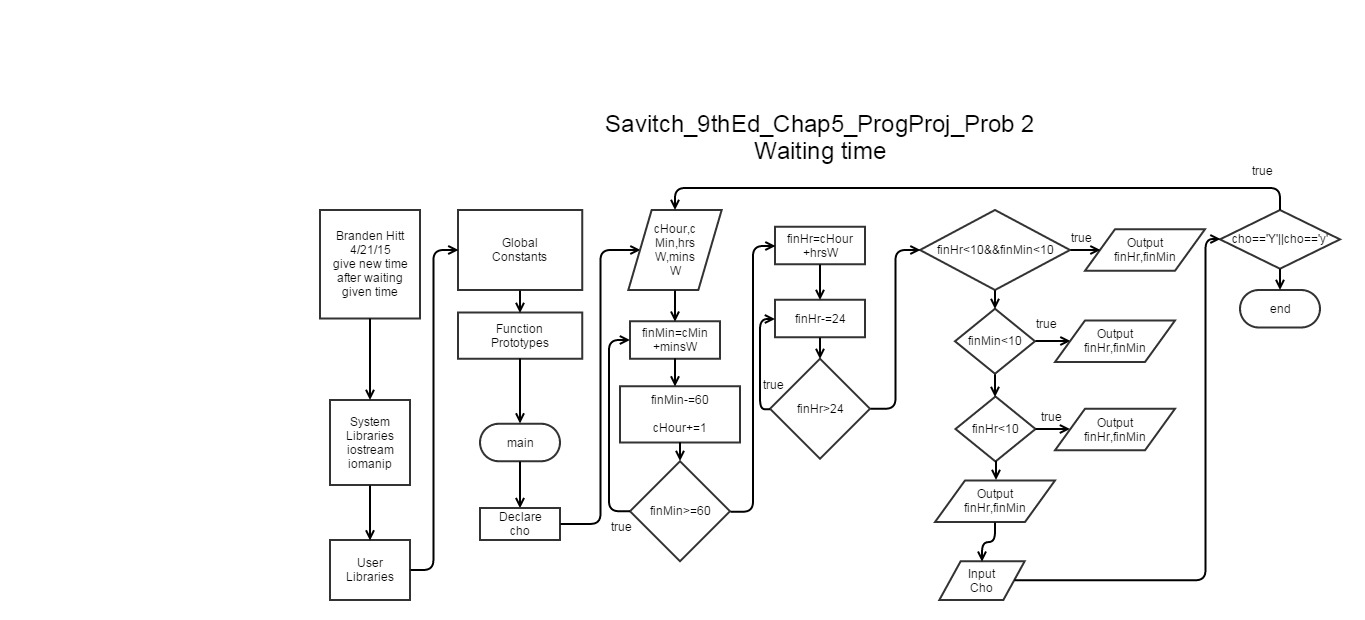 Savitch_9thEd_Chap5_ProgProj_Prob 2
Waiting time
Branden Hitt
4/21/15
give new time
after waiting
given time
System
Libraries
iostream
iomanip
User
Libraries
Global
Constants
Function
Prototypes
main
Declare
cho
cHour,c
Min,hrs
W,mins
W
finMin=cMin
+minsW
finMin-=60
cHour+=1
finMin>=60
true
finHr=cHour
+hrsW
finHr-=24
finHr>24
true
finHr<10&&finMin<10
true
Output
finHr,finMin
finMin<10
true
Output
finHr,finMin
finHr<10
true
Output
finHr,finMin
Output
finHr,finMin
Input
Cho
cho=='Y'||cho=='y'
true
end